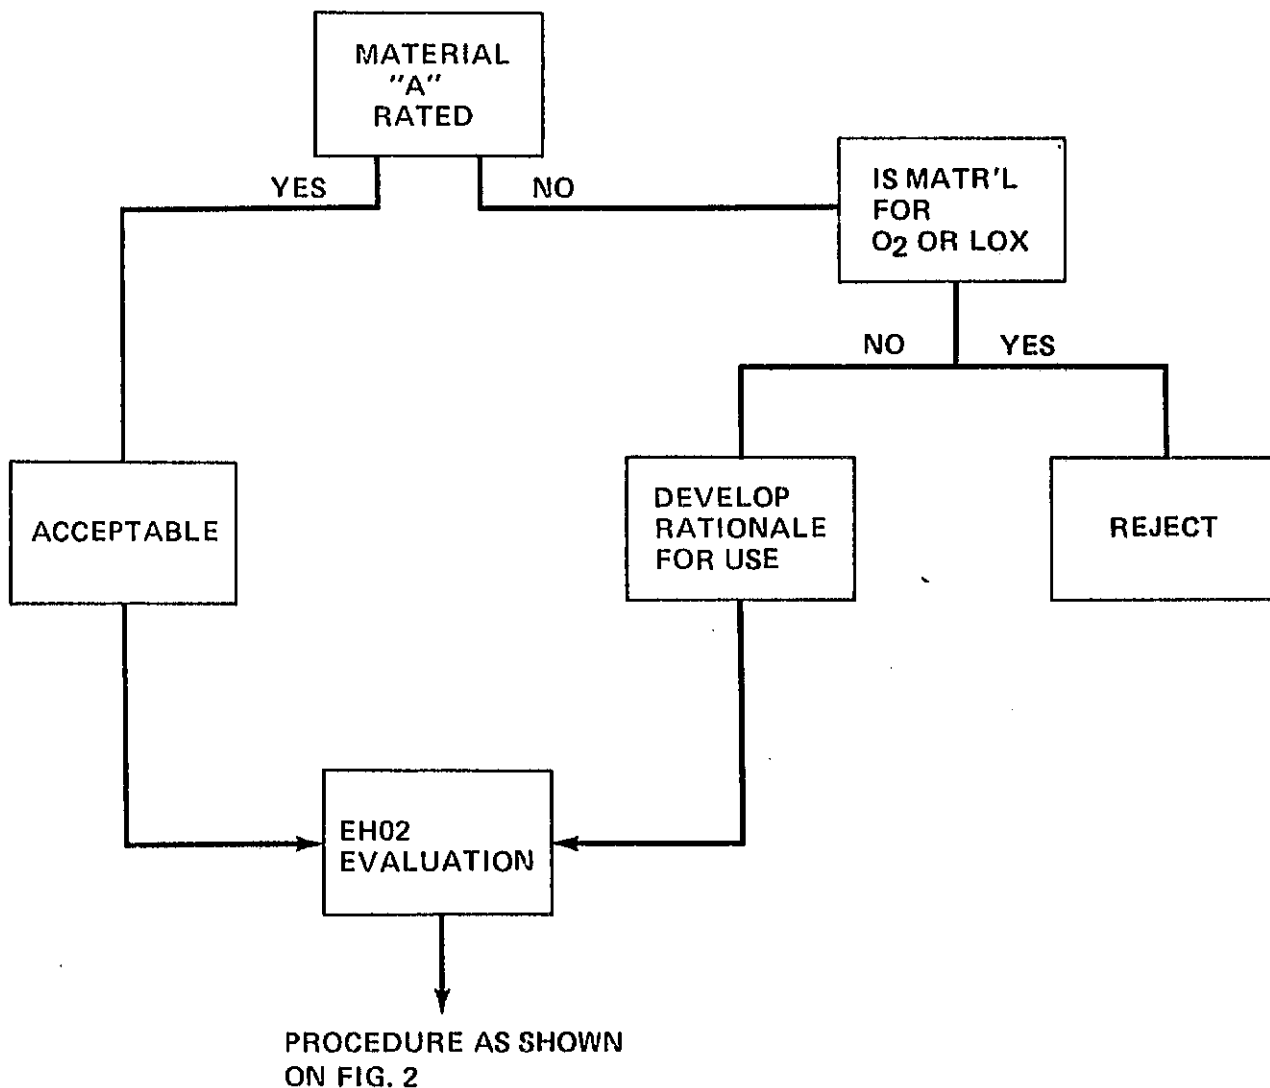 MATERIAL
"A"
RATED
YES
NO
IS MATR'L
FOR
O2 OR LOX
NO
YES
ACCEPTABLE
DEVELOP
RATIONALE
FOR USE
REJECT
EH02
EVALUATION
PROCEDURE AS SHOWN
ON FIG. 2